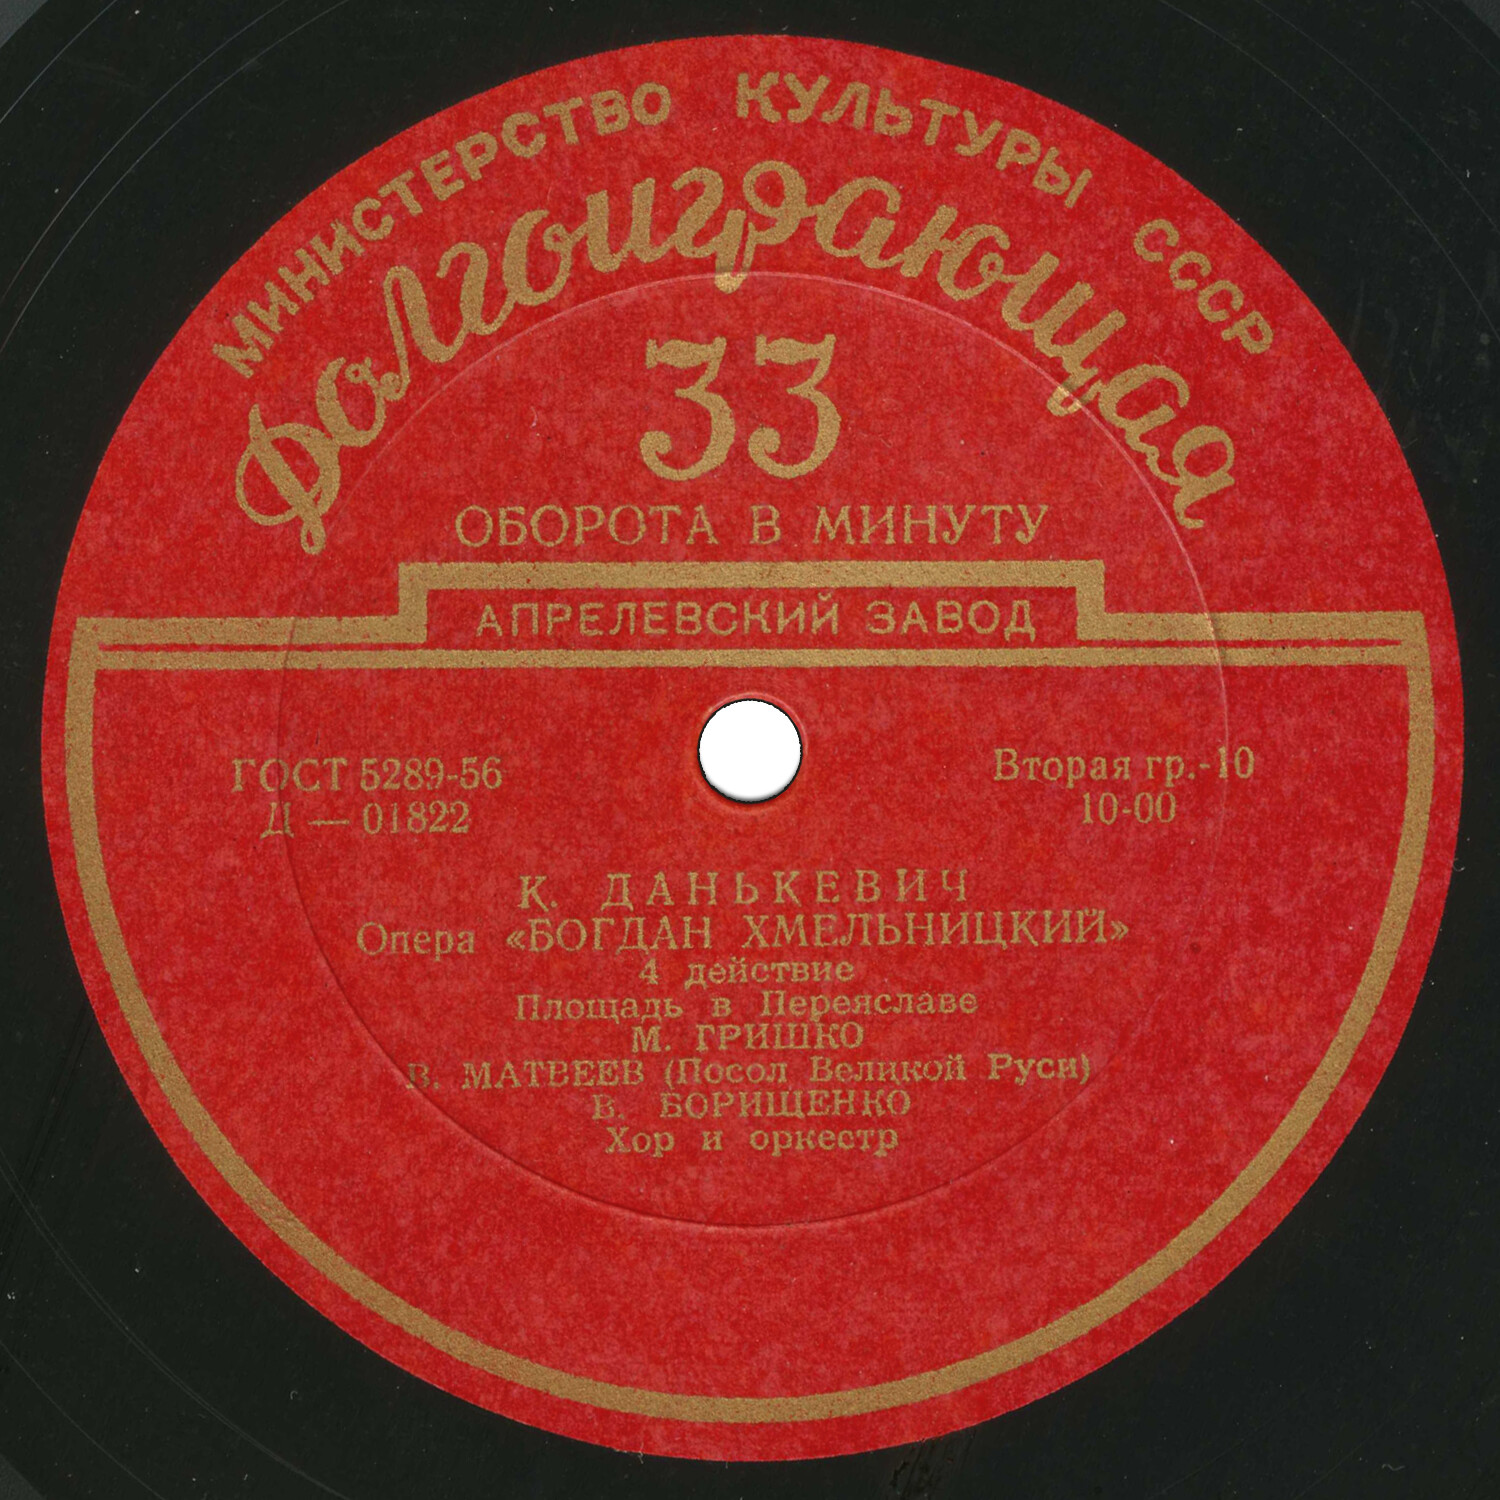 МИНИСТЕРСТВО КУЛЬТУРЫ СССР
Долгоиграющая
33
ОБОРОТА В МИНУТУ
АПРЕЛЕВСКИЙ ЗАВОД
ГОСТ 5289-56
Д — 01822
Вторая гр.-10
10-00
К. ДАНЬКЕВИЧ
Опера «БОГДАН ХМЕЛЬНИЦКИЙ»
4 действие
Площадь в Переяславе
М. ГРИШКО
В. МАТВЕЕВ (Посол Великой Руси)
В. БОРИЩЕНКО
Хор и оркестр